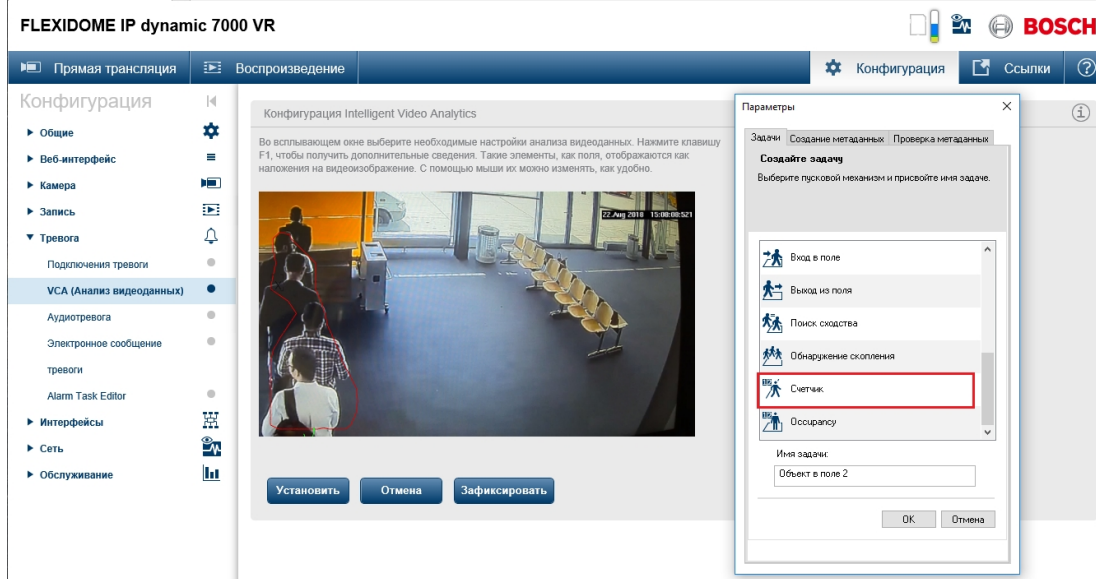 FLEXIDOME IP dynamic 7000 VR
BOSCH
Прямая трансляция
Воспроизведение
Конфигурация
Ссылки
Конфигурация
Общие
Веб-интерфейс
Камера
Запись
Тревога
Подключения тревоги
VCA (Анализ видеоданных)
Аудиотревога
Электронное сообщение
тревоги
Alarm Task Editor
Интерфейсы
Сеть
Обслуживание
Конфигурация Intelligent Video Analytics
Во всплывающем окне выберите необходимые настройки анализа видеоданных. Нажмите клавишу
F1, чтобы получить дополнительные сведения. Такие элементы, как поля, отображаются как
наложения на видеоизображение. С помощью мыши их можно изменять, как удобно.
22.Aug 2018 15:08:08:521
Установить
Отмена
Зафиксировать
Параметры
Задачи
Создание метаданных
Проверка метаданных
Создайте задачу
Выберите пусковой механизм и присвойте имя задаче.
Вход в поле
Выход из поля
Поиск сходства
Обнаружение скопления
Счетчик
Occupancy
Имя задачи:
Объект в поле 2
OK
Отмена